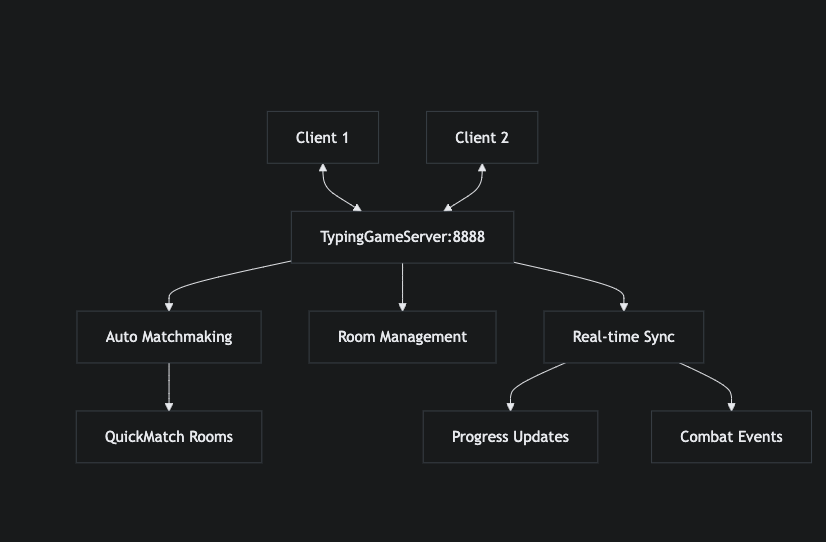 Client 1
Client 2
TypingGameServer:8888
Auto Matchmaking
Room Management
Real-time Sync
QuickMatch Rooms
Progress Updates
Combat Events